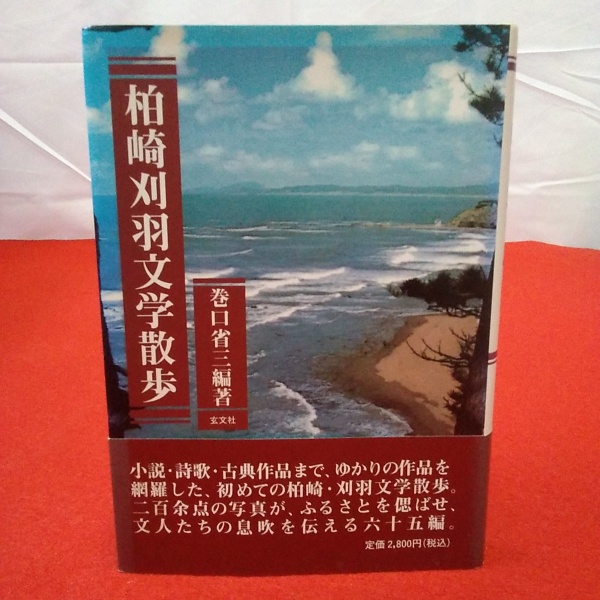 柏崎刈羽文学散歩
巻口省三編著
玄文社
小説・詩歌・古典作品まで、ゆかりの作品を
網羅した、初めての柏崎・刈羽文学散歩。
二百余点の写真が、ふるさとを偲ばせ、
文人たちの息吹を伝える六十五編。
定価2,800円(税込)